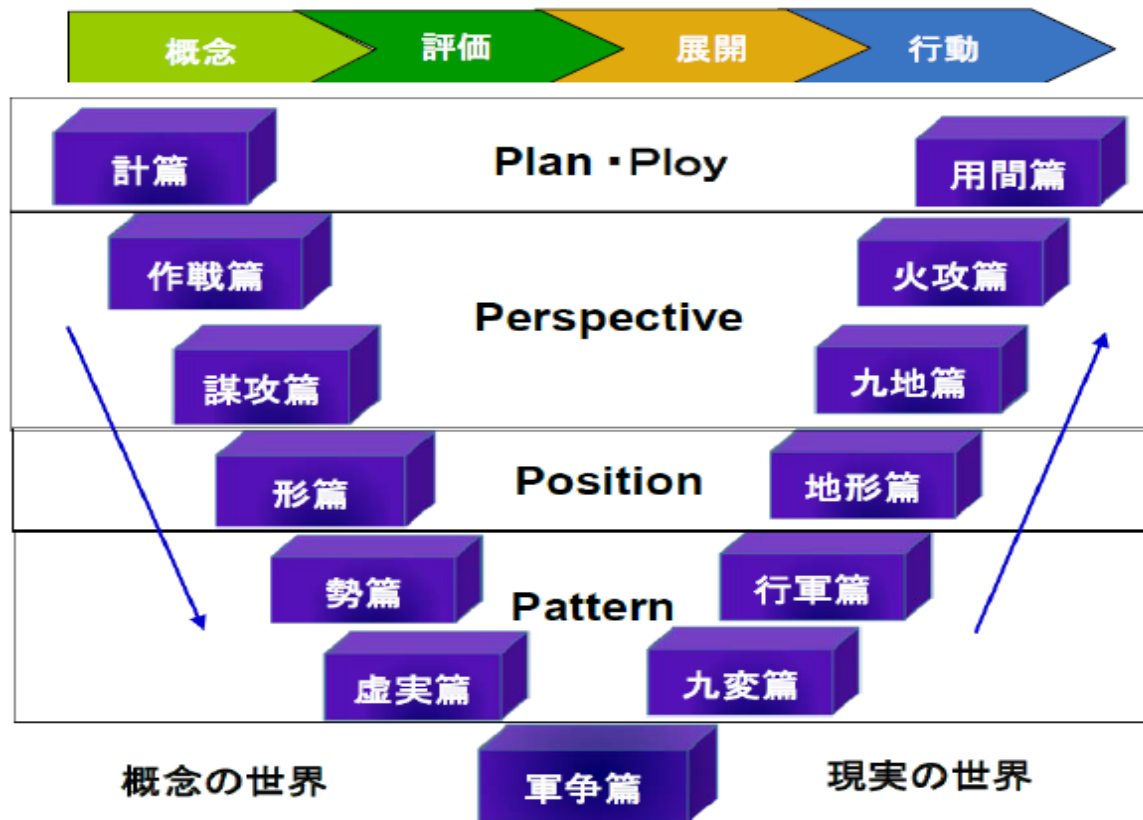 概念 評価 展開 行動
計篇 Plan・Ploy 用間篇
作戦篇 火攻篇
Perspective
謀攻篇 九地篇
形篇 Position 地形篇
勢篇 Pattern 行軍篇
虚実篇 九変篇
概念の世界 軍争篇 現実の世界